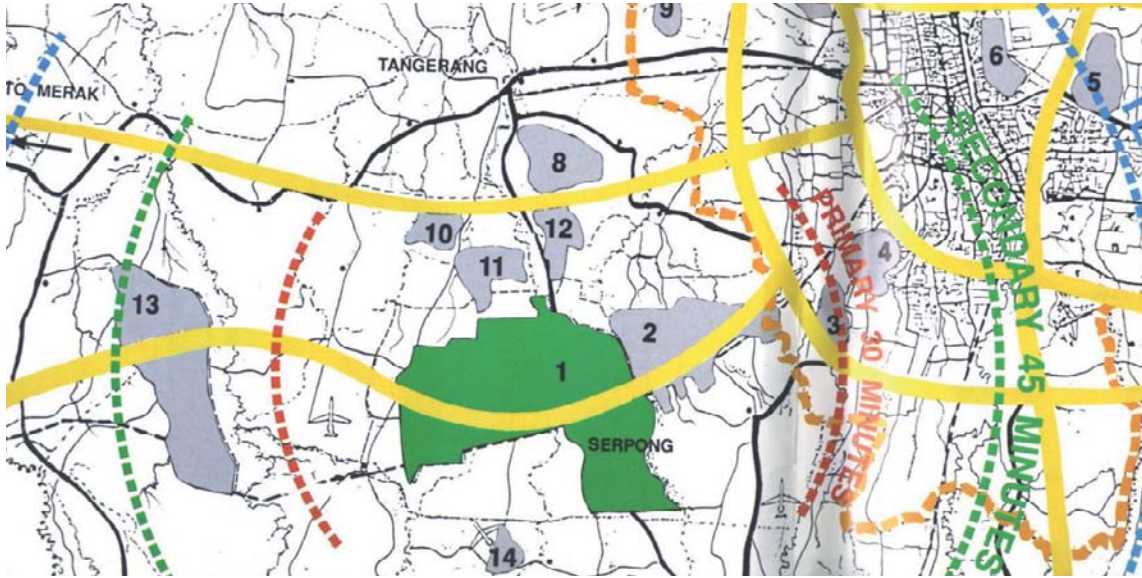 9
6
5
TANGERANG
TO MERAK
8
SECONDARY 45 MINUTES
PRIMARY 30 MINUTES
10
12
4
11
13
2
3
1
SERPONG
14